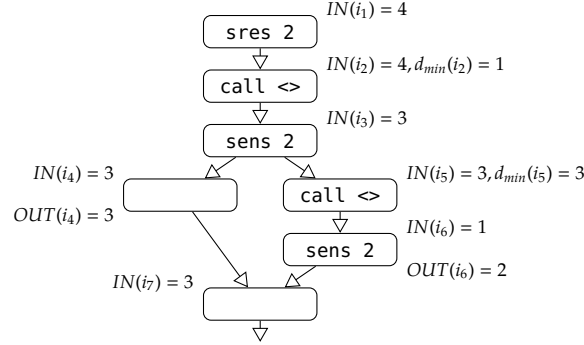 IN(i₁) = 4
sres 2
IN(i₂) = 4, dₘᵢₙ(i₂) = 1
call <>
IN(i₃) = 3
sens 2
IN(i₄) = 3
OUT(i₄) = 3
IN(i₅) = 3, dₘᵢₙ(i₅) = 3
call <>
IN(i₆) = 1
sens 2
OUT(i₆) = 2
IN(i₇) = 3